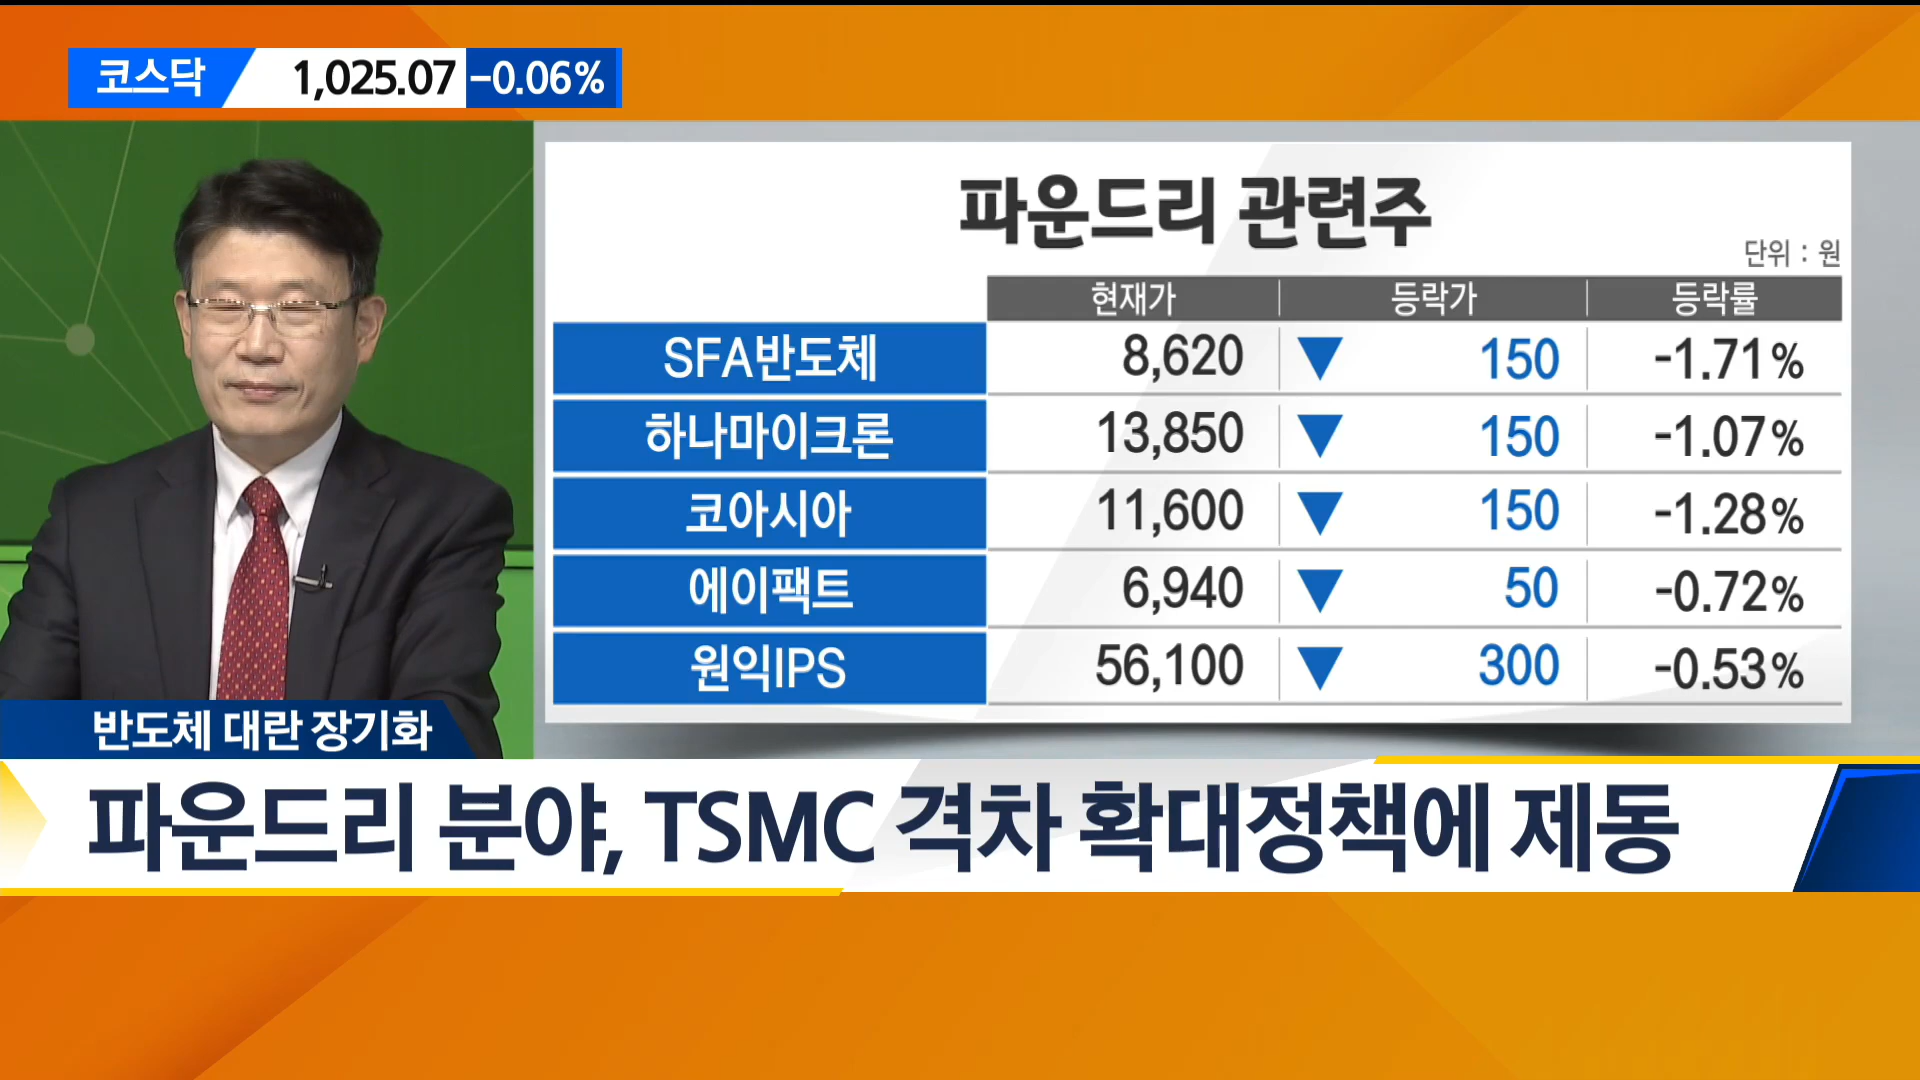 코스닥 1,025.07 -0.06%
파운드리 관련주
단위 : 원
현재가 등락가 등락률
SFA반도체 8,620 ▼ 150 -1.71%
하나마이크론 13,850 ▼ 150 -1.07%
코아시아 11,600 ▼ 150 -1.28%
에이팩트 6,940 ▼ 50 -0.72%
원익IPS 56,100 ▼ 300 -0.53%
반도체 대란 장기화
파운드리 분야, TSMC 격차 확대정책에 제동